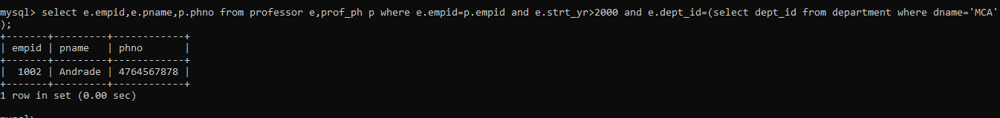 mysql> select e.empid,e.pname,p.phno from professor e,prof_ph p where e.empid=p.empid and e.strt_yr>2000 and e.dept_id=(select dept_id from department where dname='MCA'
);
+-------+---------+------------+
| empid | pname   | phno       |
+-------+---------+------------+
|  1002 | Andrade | 4764567878 |
+-------+---------+------------+
1 row in set (0.00 sec)
mysql>